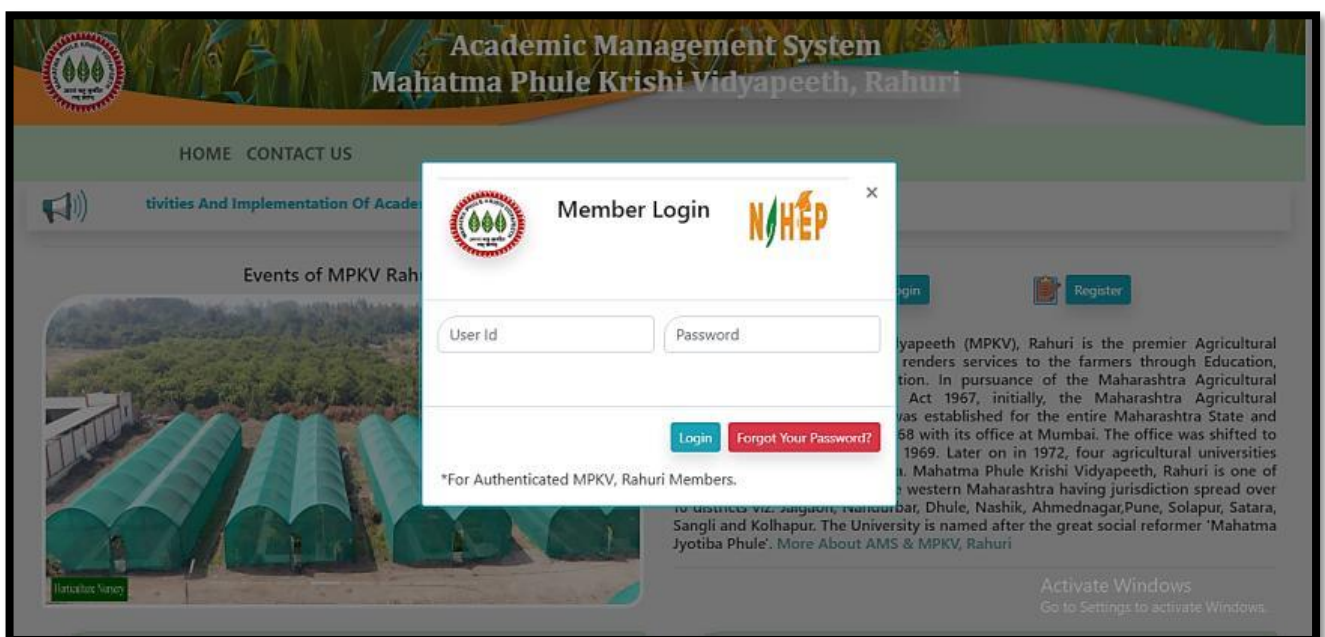 Academic Management System
Mahatma Phule Krishi Vidyapeeth, Rahuri
HOME CONTACT US
tivities And Implementation Of Acade
Member Login
NAHEP
×
Events of MPKV Rah
gin
Register
User Id
Password
yapeeth (MPKV), Rahuri is the premier Agricultural
renders services to the farmers through Education,
tion. In pursuance of the Maharashtra Agricultural
Act 1967, initially, the Maharashtra Agricultural
was established for the entire Maharashtra State and
68 with its office at Mumbai. The office was shifted to
1969. Later on in 1972, four agricultural universities
a. Mahatma Phule Krishi Vidyapeeth, Rahuri is one of
western Maharashtra having jurisdiction spread over
10 districts viz. Jalgaon, Nandurbar, Dhule, Nashik, Ahmednagar,Pune, Solapur, Satara,
Sangli and Kolhapur. The University is named after the great social reformer 'Mahatma
Jyotiba Phule'. More About AMS & MPKV, Rahuri
Login
Forgot Your Password?
*For Authenticated MPKV, Rahuri Members.
Horticulture Nursery
Activate Windows
Go to Settings to activate Windows.